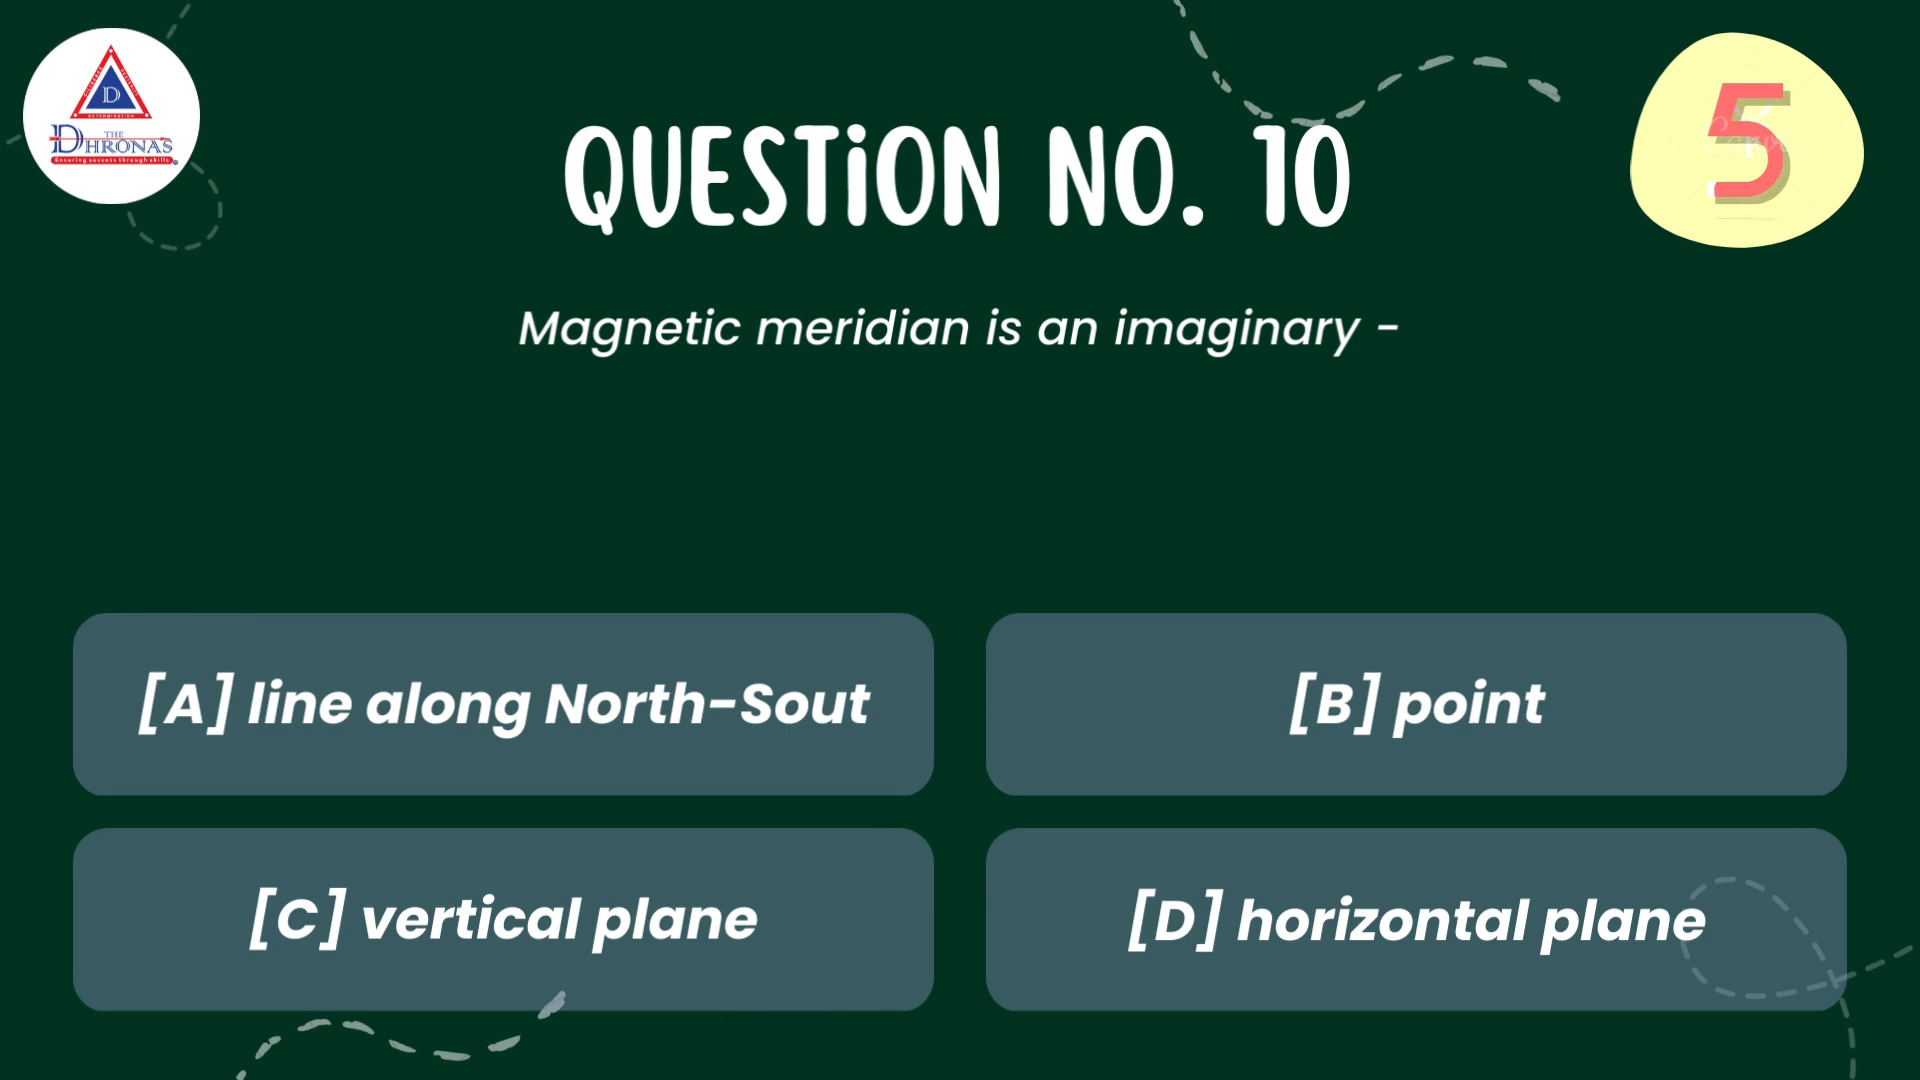 D
DETERMINATION
THE
DHRONAS
Ensuring success through skills
5
QUESTION NO. 10
Magnetic meridian is an imaginary -
[A] line along North-Sout
[B] point
[C] vertical plane
[D] horizontal plane